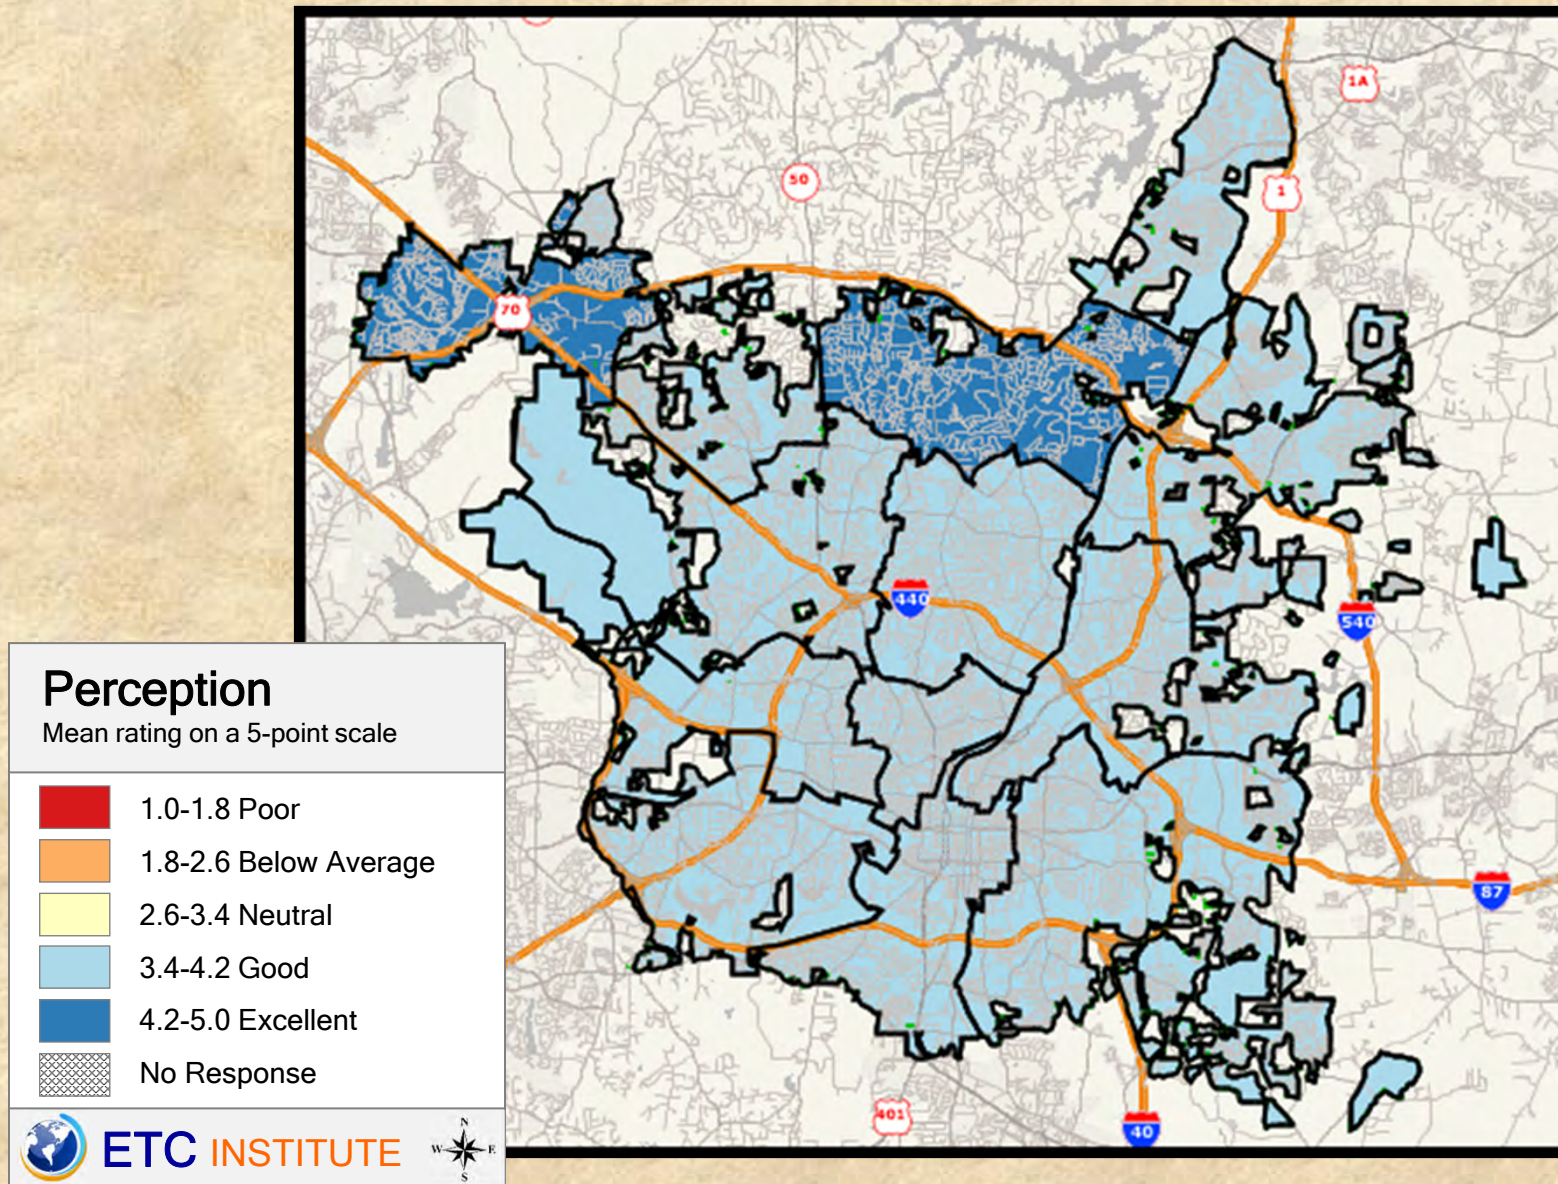 1A
50
1
70
440
540
87
401
40
Perception
Mean rating on a 5-point scale
1.0-1.8 Poor
1.8-2.6 Below Average
2.6-3.4 Neutral
3.4-4.2 Good
4.2-5.0 Excellent
No Response
ETC INSTITUTE
N
W E
S